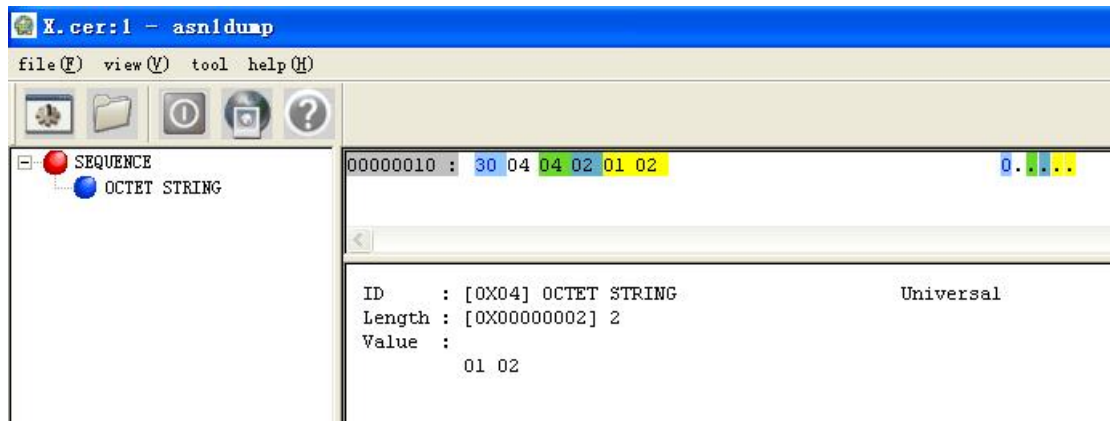 X.cer:1 - asn1dump
file(F) view(V) tool help(H)
SEQUENCE
OCTET STRING
00000010 : 30 04 04 02 01 02 0.....
ID : [0X04] OCTET STRING Universal
Length : [0X00000002] 2
Value :
01 02